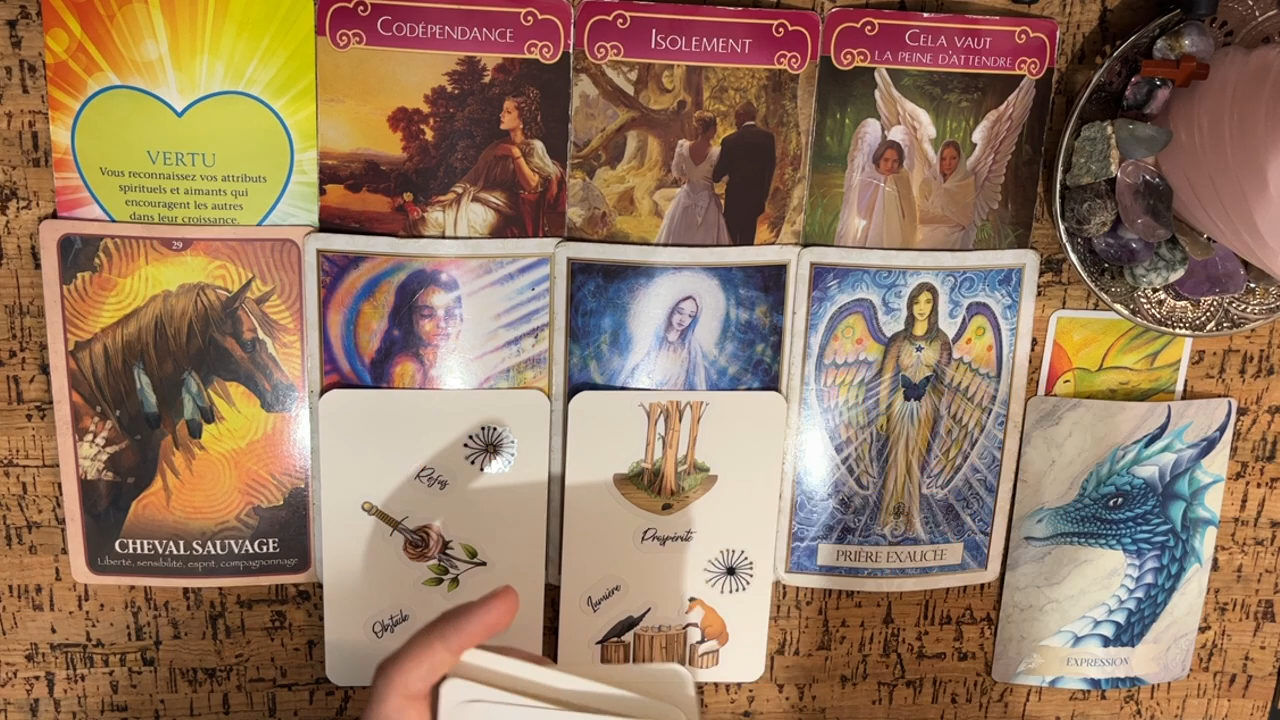 CODÉPENDANCE
ISOLEMENT
CELA VAUT
LA PEINE D'ATTENDRE
VERTU
Vous reconnaissez vos attributs
spirituels et aimants qui
encouragent les autres
dans leur croissance.
29
CHEVAL SAUVAGE
Liberté, sensibilité, esprit, compagnonnage
Refus
Obstacle
Prospérité
Lumière
PRIÈRE EXAUCÉE
EXPRESSION